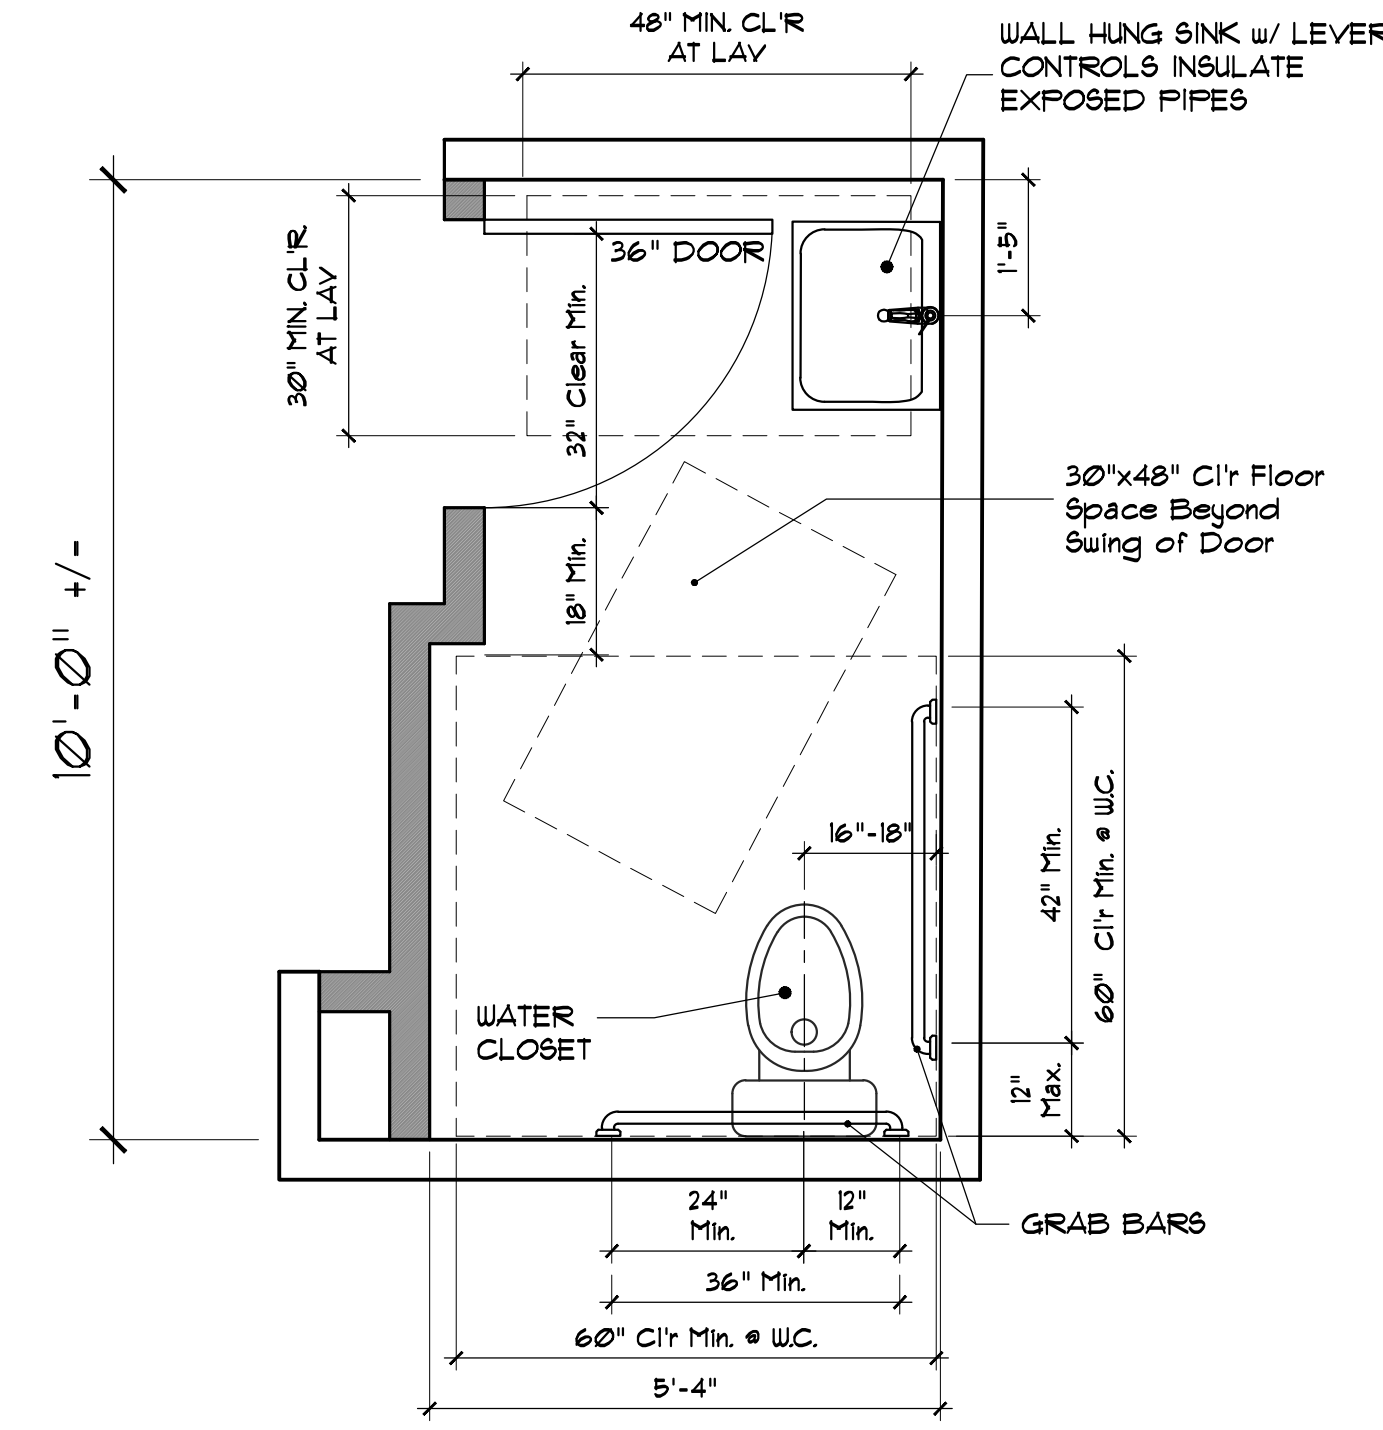 48" MIN. CL'R
AT LAV
WALL HUNG SINK w/ LEVER
CONTROLS INSULATE
EXPOSED PIPES
30" MIN. CL'R.
AT LAV
36" DOOR
32" Clear Min.
1'-5"
30"x48" Cl'r Floor
Space Beyond
Swing of Door
18" Min.
10'-0" +/-
16"-18"
42" Min.
60" Cl'r Min. @ W.C.
WATER
CLOSET
12"
Max.
24"
Min.
12"
Min.
GRAB BARS
36" Min.
60" Cl'r Min. @ W.C.
5'-4"